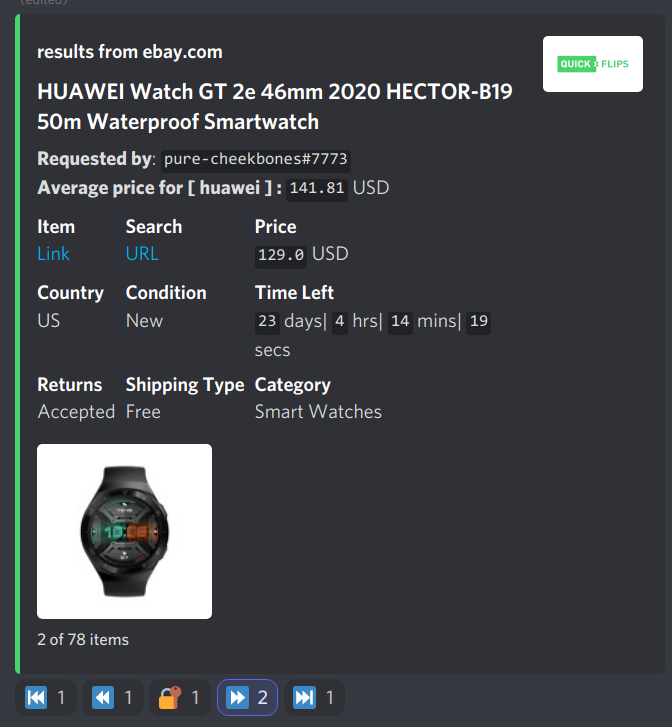 (edited)
results from ebay.com
QUICK FLIPS
HUAWEI Watch GT 2e 46mm 2020 HECTOR-B19
50m Waterproof Smartwatch
Requested by: pure-cheekbones#7773
Average price for [ huawei ] : 141.81 USD
Item Search Price
Link URL 129.0 USD
Country Condition Time Left
US New 23 days| 4 hrs| 14 mins| 19
secs
Returns Shipping Type Category
Accepted Free Smart Watches
10:08
2 of 78 items
1 1 1 2 1